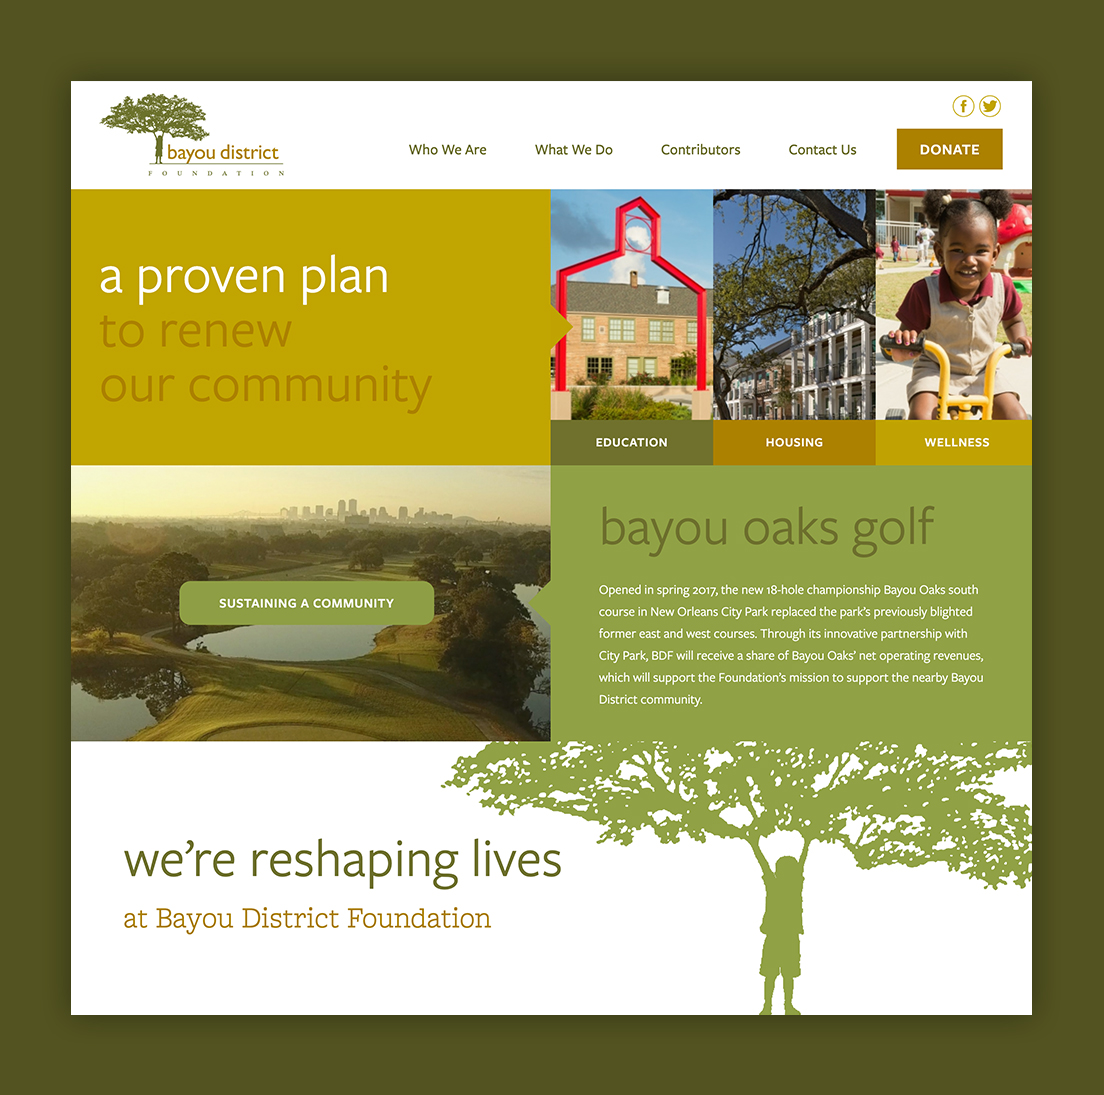 bayou district
FOUNDATION
Who We Are
What We Do
Contributors
Contact Us
DONATE
a proven plan
to renew
our community
EDUCATION
HOUSING
WELLNESS
SUSTAINING A COMMUNITY
bayou oaks golf
Opened in spring 2017, the new 18-hole championship Bayou Oaks south
course in New Orleans City Park replaced the park’s previously blighted
former east and west courses. Through its innovative partnership with
City Park, BDF will receive a share of Bayou Oaks’ net operating revenues,
which will support the Foundation’s mission to support the nearby Bayou
District community.
we’re reshaping lives
at Bayou District Foundation